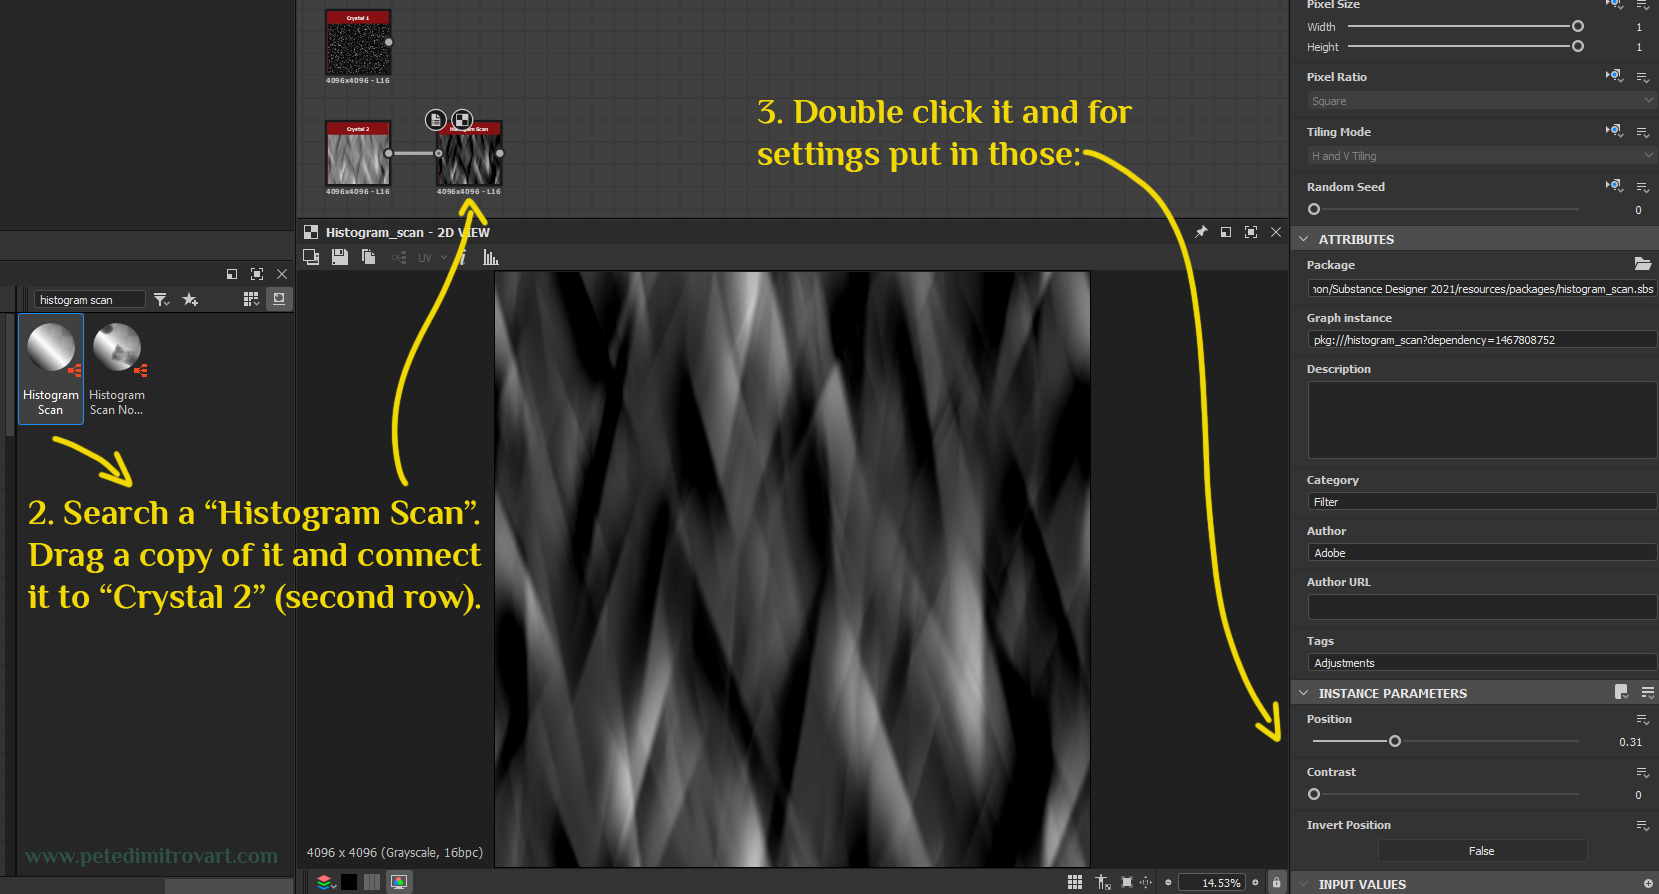 Crystal 1
4096x4096 - L16
Crystal 2
4096x4096 - L16
4096x4096 - L16
3. Double click it and for
settings put in those:
Histogram_scan - 2D VIEW
UV
histogram scan
Histogram
Scan
Histogram
Scan No...
2. Search a “Histogram Scan”.
Drag a copy of it and connect
it to “Crystal 2” (second row).
www.petedimitrovart.com
4096 x 4096 (Grayscale, 16bpc)
14.53%
Pixel Size
Width 1
Height 1
Pixel Ratio
Square
Tiling Mode
H and V Tiling
Random Seed
0
ATTRIBUTES
Package
non/Substance Designer 2021/resources/packages/histogram_scan.sbs
Graph instance
pkg:///histogram_scan?dependency=1467808752
Description
Category
Filter
Author
Adobe
Author URL
Tags
Adjustments
INSTANCE PARAMETERS
Position
0.31
Contrast
0
Invert Position
False
INPUT VALUES